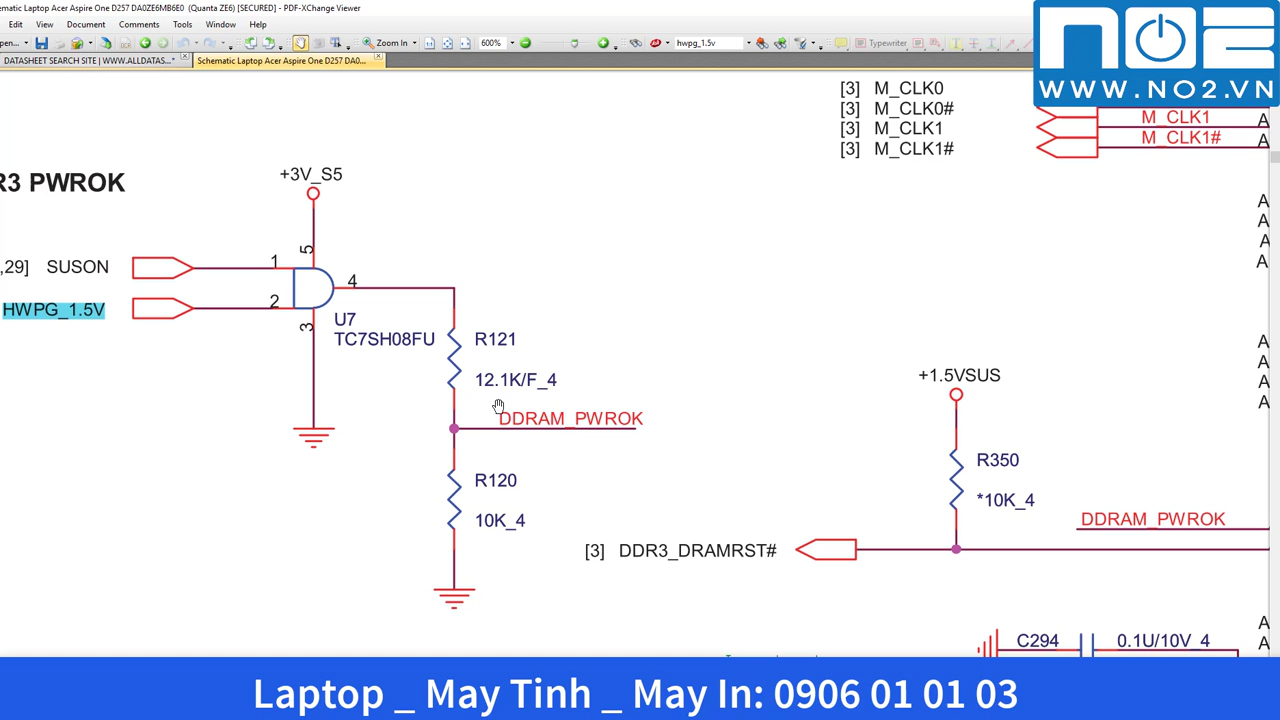 ematic Laptop Acer Aspire One D257 DA0ZE6MB6E0 (Quanta ZE6) [SECURED] - PDF-XChange Viewer
Edit View Document Comments Tools Window Help
pen... OCR Zoom In 600% hwpg_1.5v Typewriter
DATASHEET SEARCH SITE | WWW.ALLDATAS... Schematic Laptop Acer Aspire One D257 DA0...
NO2
WWW.NO2.VN
[3] M_CLK0
[3] M_CLK0#
[3] M_CLK1
[3] M_CLK1#
M_CLK1
M_CLK1#
A
A
R3 PWROK
+3V_S5
5
,29] SUSON
1
HWPG_1.5V
2
4
3
U7
TC7SH08FU
R121
12.1K/F_4
DDRAM_PWROK
R120
10K_4
A
A
A
A
A
A
A
A
+1.5VSUS
R350
*10K_4
DDRAM_PWROK
[3] DDR3_DRAMRST#
C294 0.1U/10V_4
A
A
Laptop _ May Tinh _ May In: 0906 01 01 03